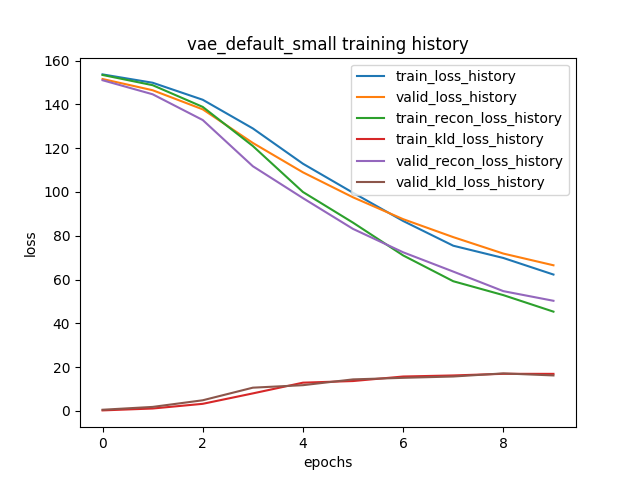 vae_default_small training history
160
140
120
100
80
60
40
20
0
loss
train_loss_history
valid_loss_history
train_recon_loss_history
train_kld_loss_history
valid_recon_loss_history
valid_kld_loss_history
0 2 4 6 8
epochs